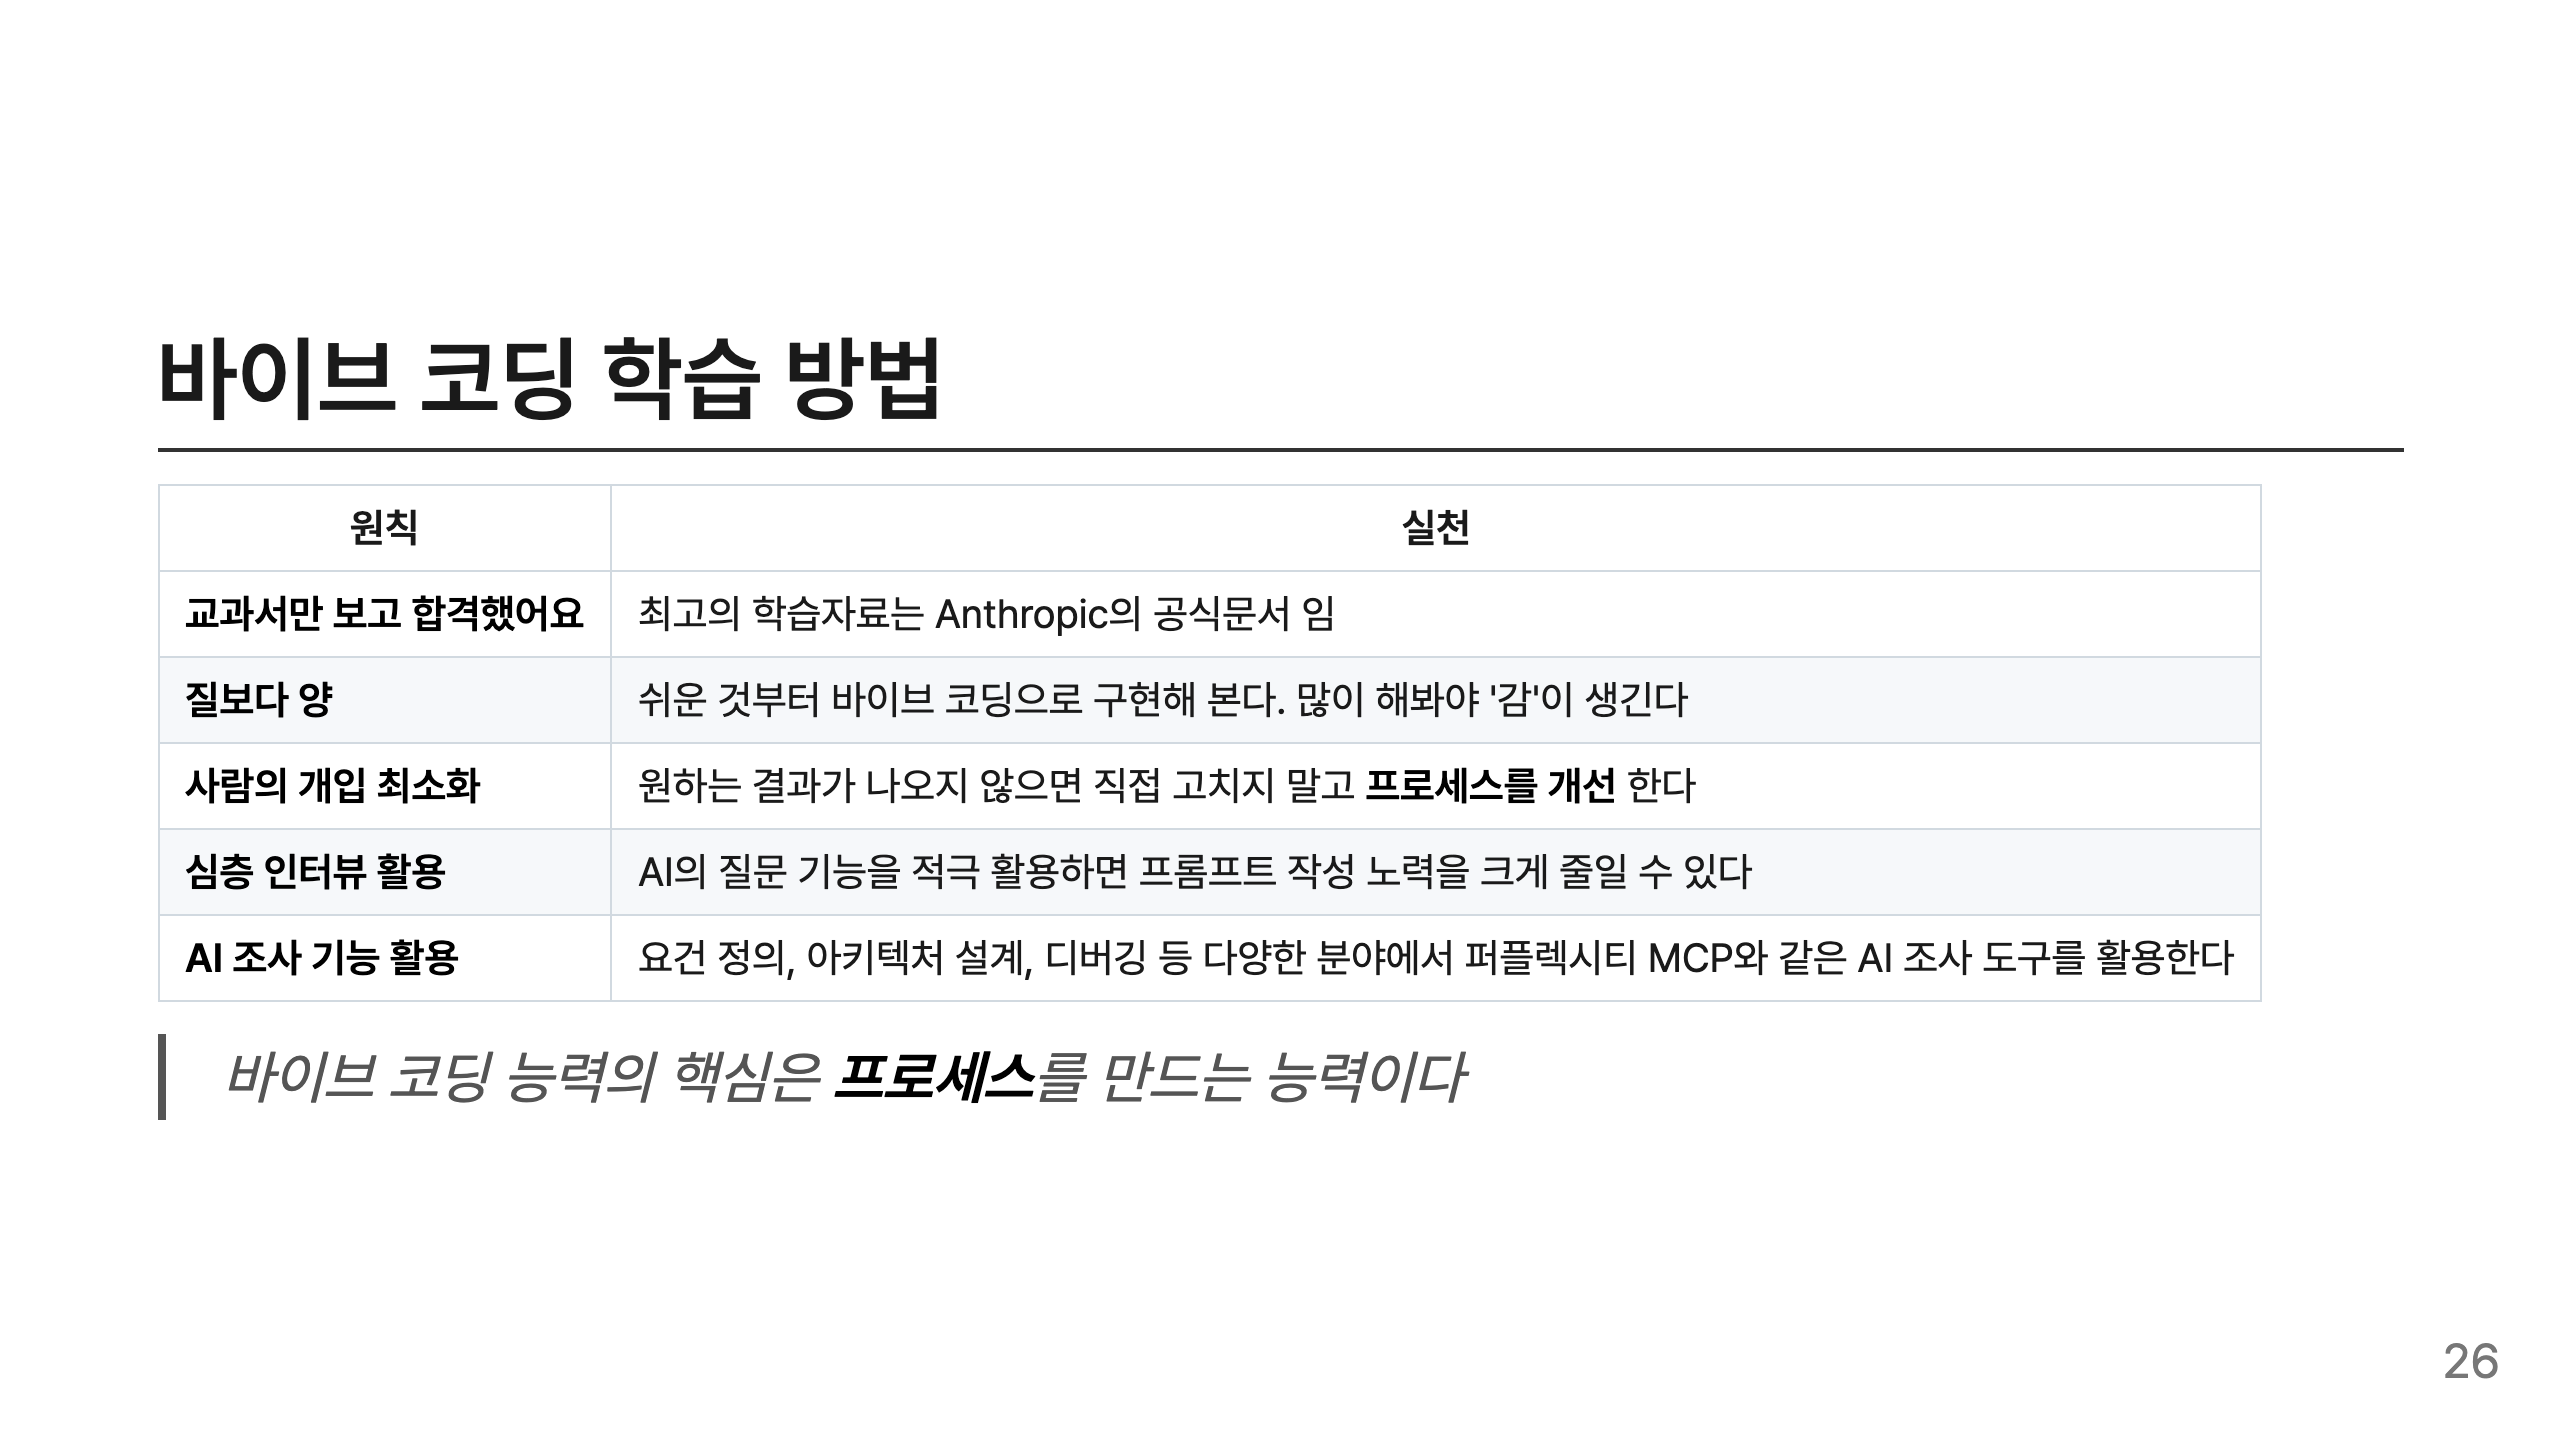 바이브 코딩 학습 방법
원칙 실천
교과서만 보고 합격했어요 최고의 학습자료는 Anthropic의 공식문서 임
질보다 양 쉬운 것부터 바이브 코딩으로 구현해 본다. 많이 해봐야 '감'이 생긴다
사람의 개입 최소화 원하는 결과가 나오지 않으면 직접 고치지 말고 프로세스를 개선 한다
심층 인터뷰 활용 AI의 질문 기능을 적극 활용하면 프롬프트 작성 노력을 크게 줄일 수 있다
AI 조사 기능 활용 요건 정의, 아키텍처 설계, 디버깅 등 다양한 분야에서 퍼플렉시티 MCP와 같은 AI 조사 도구를 활용한다
바이브 코딩 능력의 핵심은 프로세스를 만드는 능력이다
26